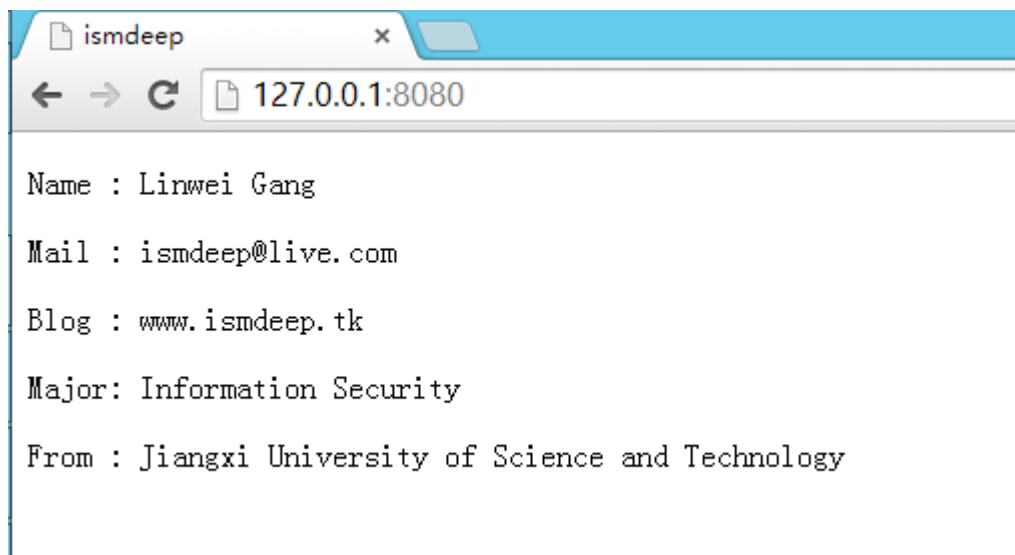 ismdeep
127.0.0.1:8080
Name : Linwei Gang
Mail : ismdeep@live.com
Blog : www.ismdeep.tk
Major: Information Security
From : Jiangxi University of Science and Technology